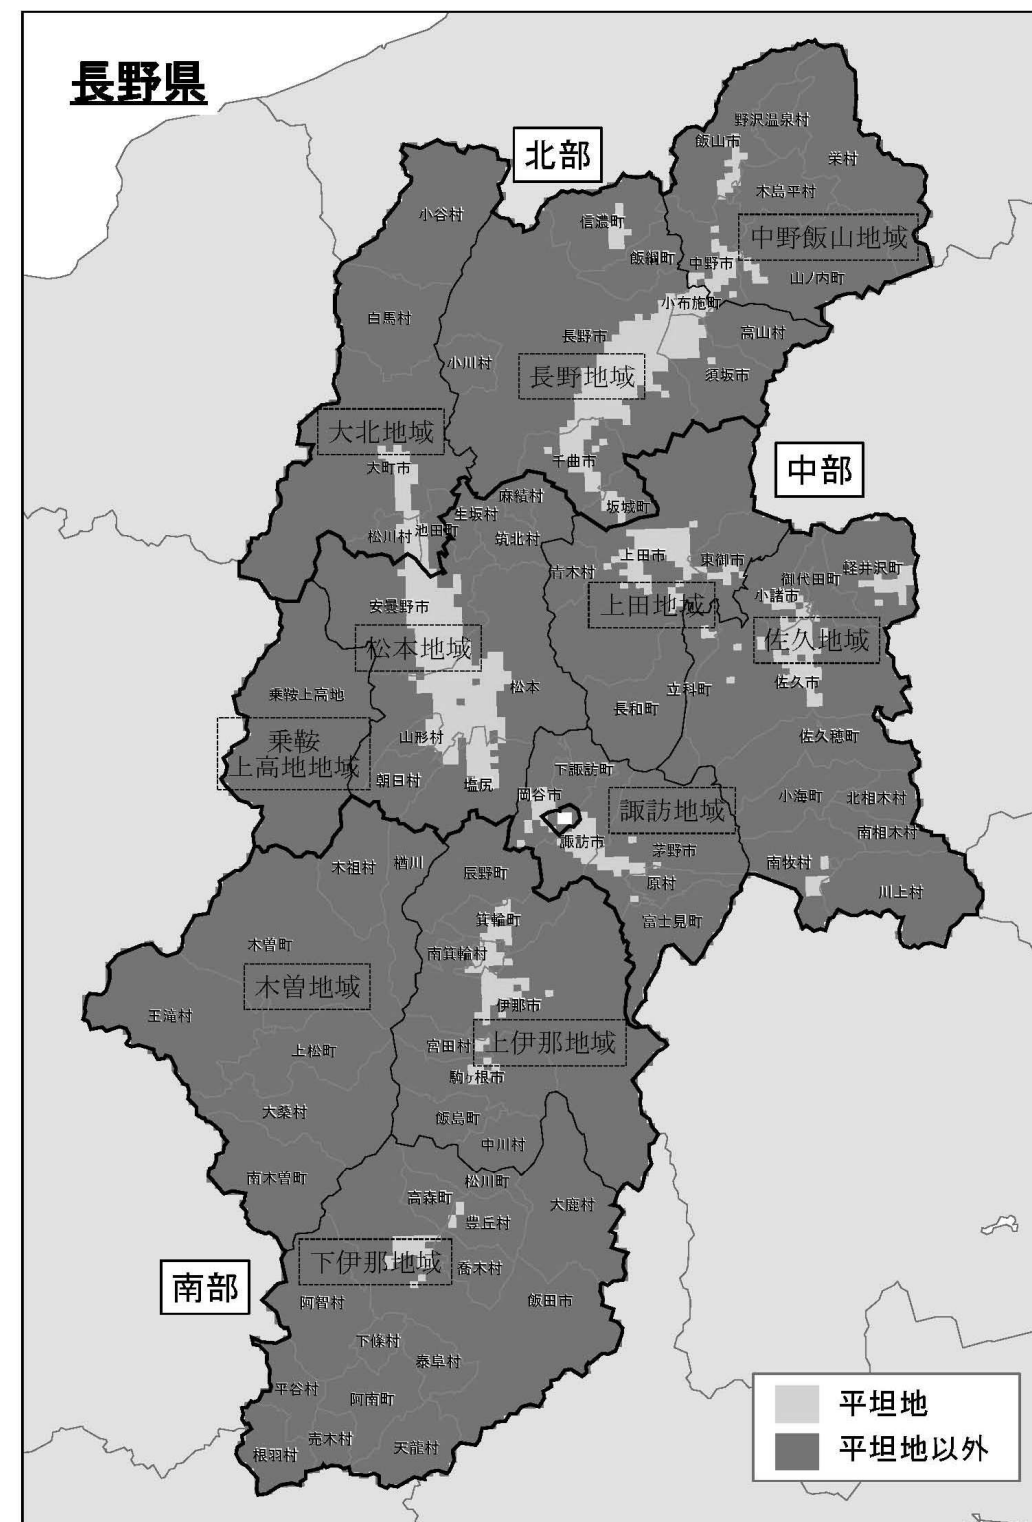 長野県
北部
野沢温泉村
飯山市
栄村
木島平村
小谷村
信濃町
中野飯山地域
飯綱町
中野市
山ノ内町
小布施町
白馬村
長野市
高山村
小川村
長野地域
須坂市
大北地域
千曲市
中部
大町市
麻績村
坂城町
生坂村
松川村
池田町
筑北村
上田市
東御市
青木村
軽井沢町
御代田町
小諸市
安曇野市
上田地域
松本地域
佐久地域
佐久市
松本
立科町
乗鞍上高地
長和町
山形村
佐久穂町
乗鞍
上高地地域
下諏訪町
朝日村
塩尻
岡谷市
諏訪地域
小海町
北相木村
南相木村
諏訪市
茅野市
木祖村
楢川
辰野町
南牧村
原村
川上村
箕輪町
富士見町
木曽町
南箕輪村
木曽地域
伊那市
王滝村
宮田村
上伊那地域
上松町
駒ヶ根市
大桑村
飯島町
中川村
南木曽町
松川町
高森町
大鹿村
豊丘村
下伊那地域
喬木村
南部
阿智村
飯田市
下條村
泰阜村
平谷村
阿南町
売木村
天龍村
根羽村
平坦地
平坦地以外